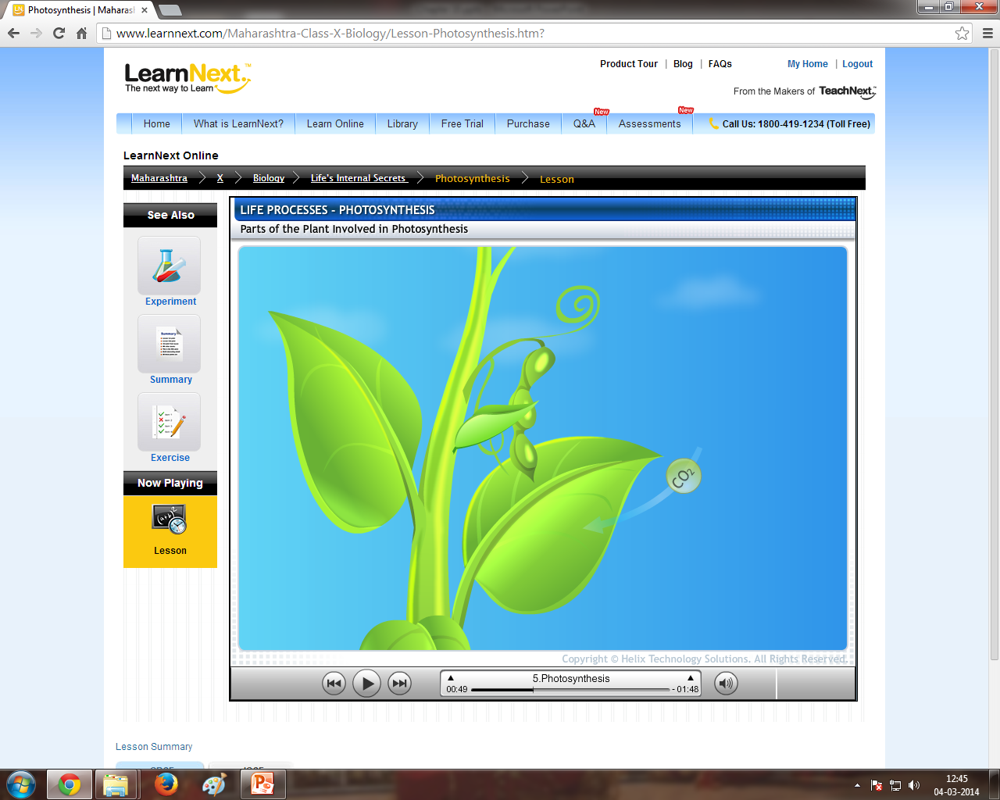 Photosynthesis | Maharas
www.learnnext.com/Maharashtra-Class-X-Biology/Lesson-Photosynthesis.htm?
LearnNext.™
The next way to Learn
Product Tour | Blog | FAQs
My Home | Logout
From the Makers of TeachNext.
Home
What is LearnNext?
Learn Online
Library
Free Trial
Purchase
Q&A
New
Assessments
New
Call Us: 1800-419-1234 (Toll Free)
LearnNext Online
Maharashtra
X
Biology
Life's Internal Secrets
Photosynthesis
Lesson
See Also
Experiment
Summary
Summary
Exercise
Now Playing
(a+b)²
Lesson
LIFE PROCESSES - PHOTOSYNTHESIS
Parts of the Plant Involved in Photosynthesis
CO2
Copyright © Helix Technology Solutions. All Rights Reserved.
5.Photosynthesis
00:49
- 01:48
Lesson Summary
12:45
04-03-2014